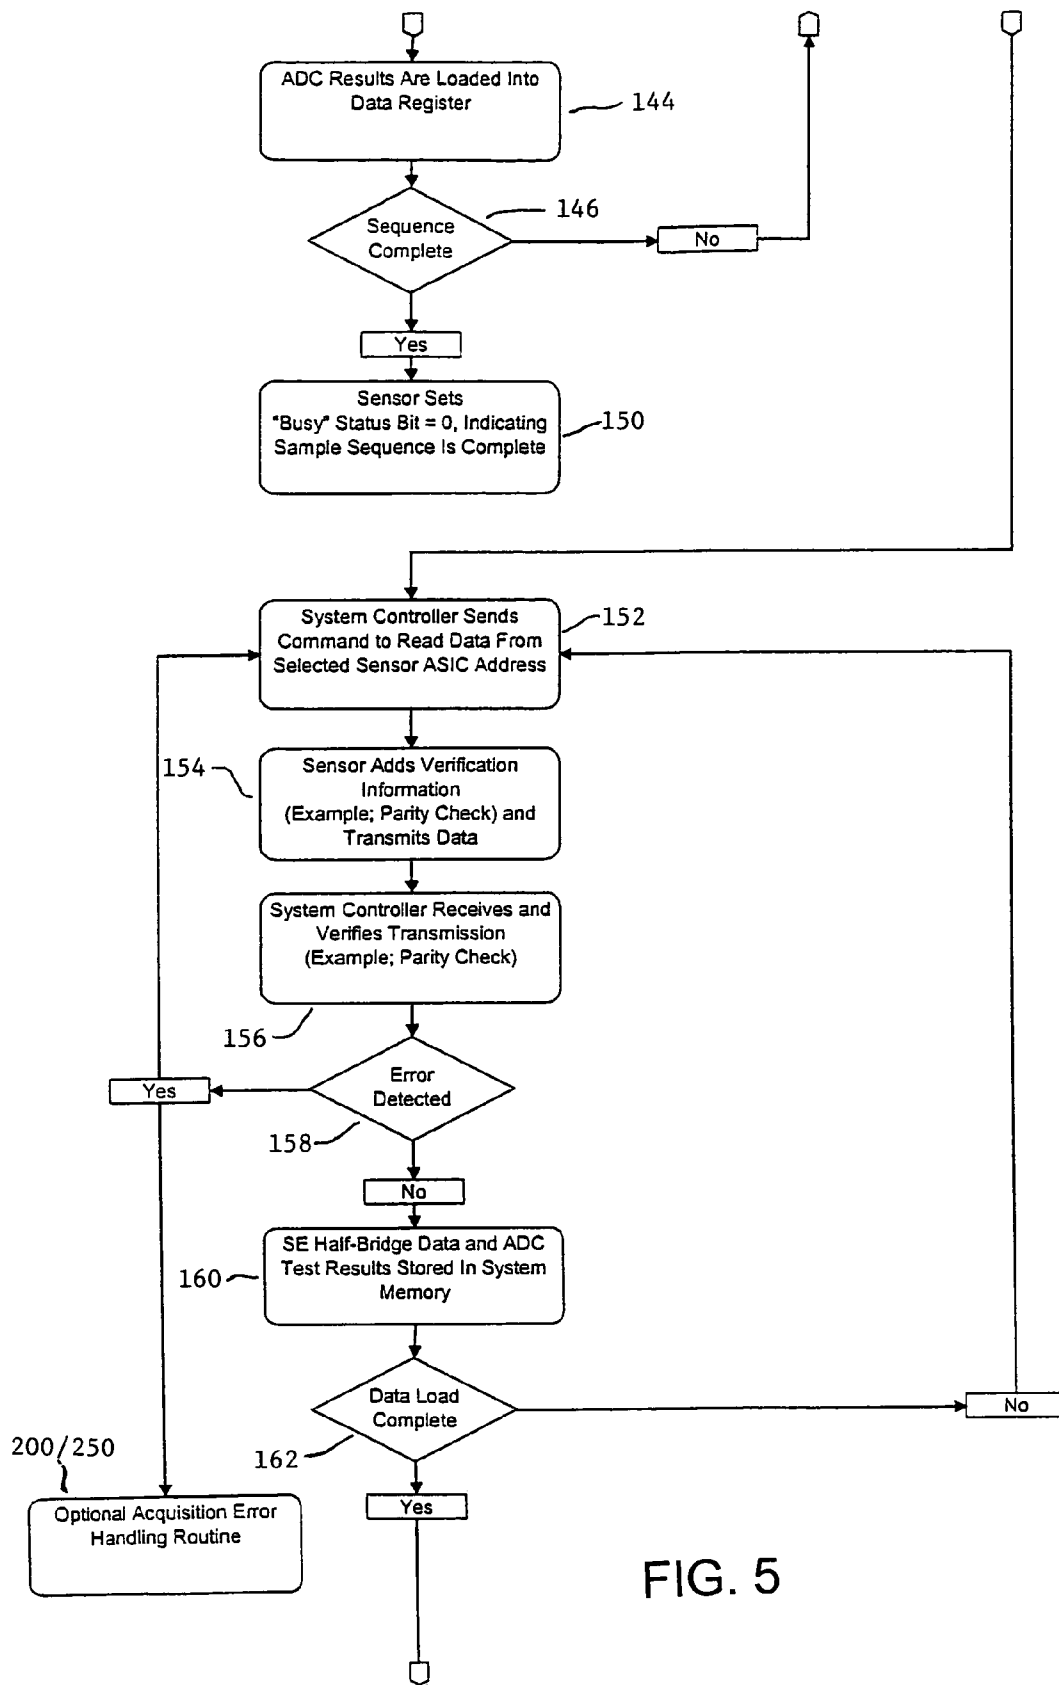 ADC Results Are Loaded Into
Data Register
144
Sequence
Complete
146
No
Yes
Sensor Sets
"Busy" Status Bit = 0, Indicating
Sample Sequence Is Complete
150
System Controller Sends
Command to Read Data From
Selected Sensor ASIC Address
152
154
Sensor Adds Verification
Information
(Example; Parity Check) and
Transmits Data
System Controller Receives and
Verifies Transmission
(Example; Parity Check)
156
Error
Detected
Yes
158
No
SE Half-Bridge Data and ADC
Test Results Stored In System
Memory
160
Data Load
Complete
No
162
200/250
Yes
Optional Acquisition Error
Handling Routine
FIG. 5